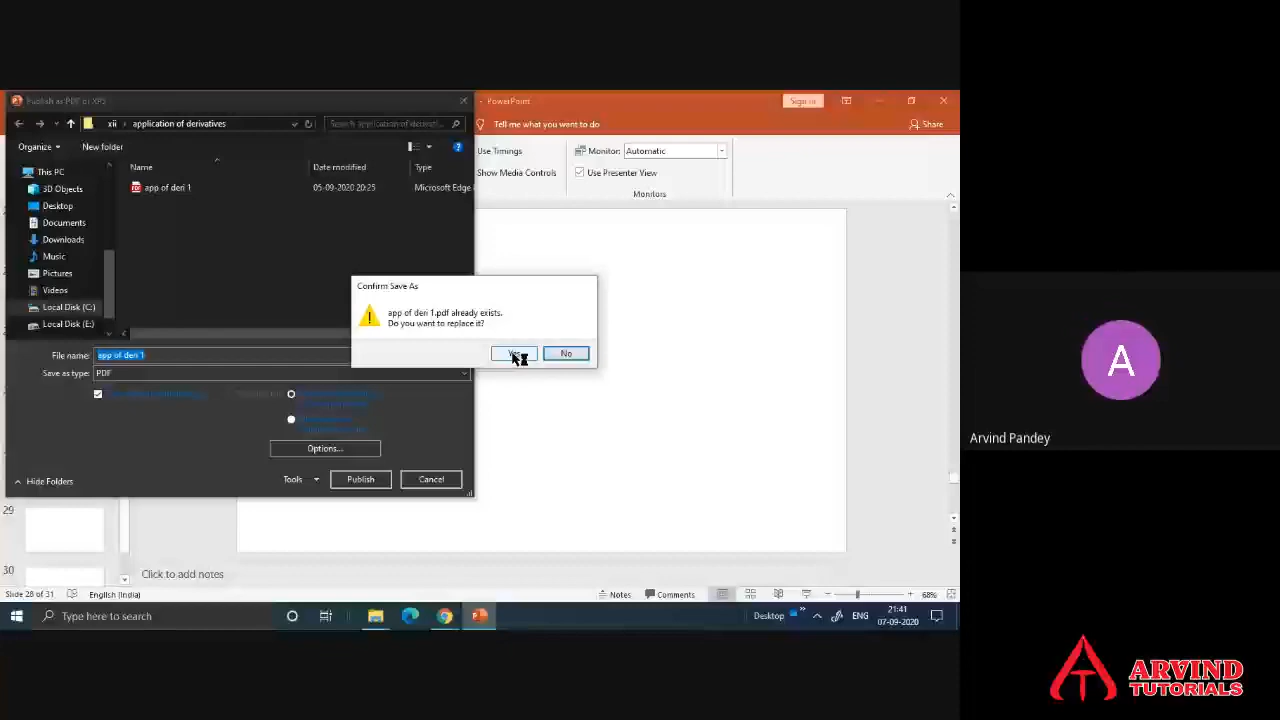 Publish as PDF or XPS
- PowerPoint
Sign in
xii > application of derivatives
Search application of derivati...
Tell me what you want to do
Share
Organize
New folder
Use Timings
Monitor:
Automatic
Show Media Controls
Use Presenter View
Monitors
Name
Date modified
Type
app of deri 1
05-09-2020 20:25
Microsoft Edge
This PC
3D Objects
Desktop
Documents
Downloads
Music
Pictures
Videos
Local Disk (C:)
Local Disk (E:)
Confirm Save As
app of deri 1.pdf already exists.
Do you want to replace it?
Yes
No
File name:
app of deri 1
Save as type:
PDF
Options...
Hide Folders
Tools
Publish
Cancel
29
30
Click to add notes
Slide 28 of 31
English (India)
Notes
Comments
68%
Type here to search
Desktop
ENG
21:41
07-09-2020
A
Arvind Pandey
ARVIND
TUTORIALS